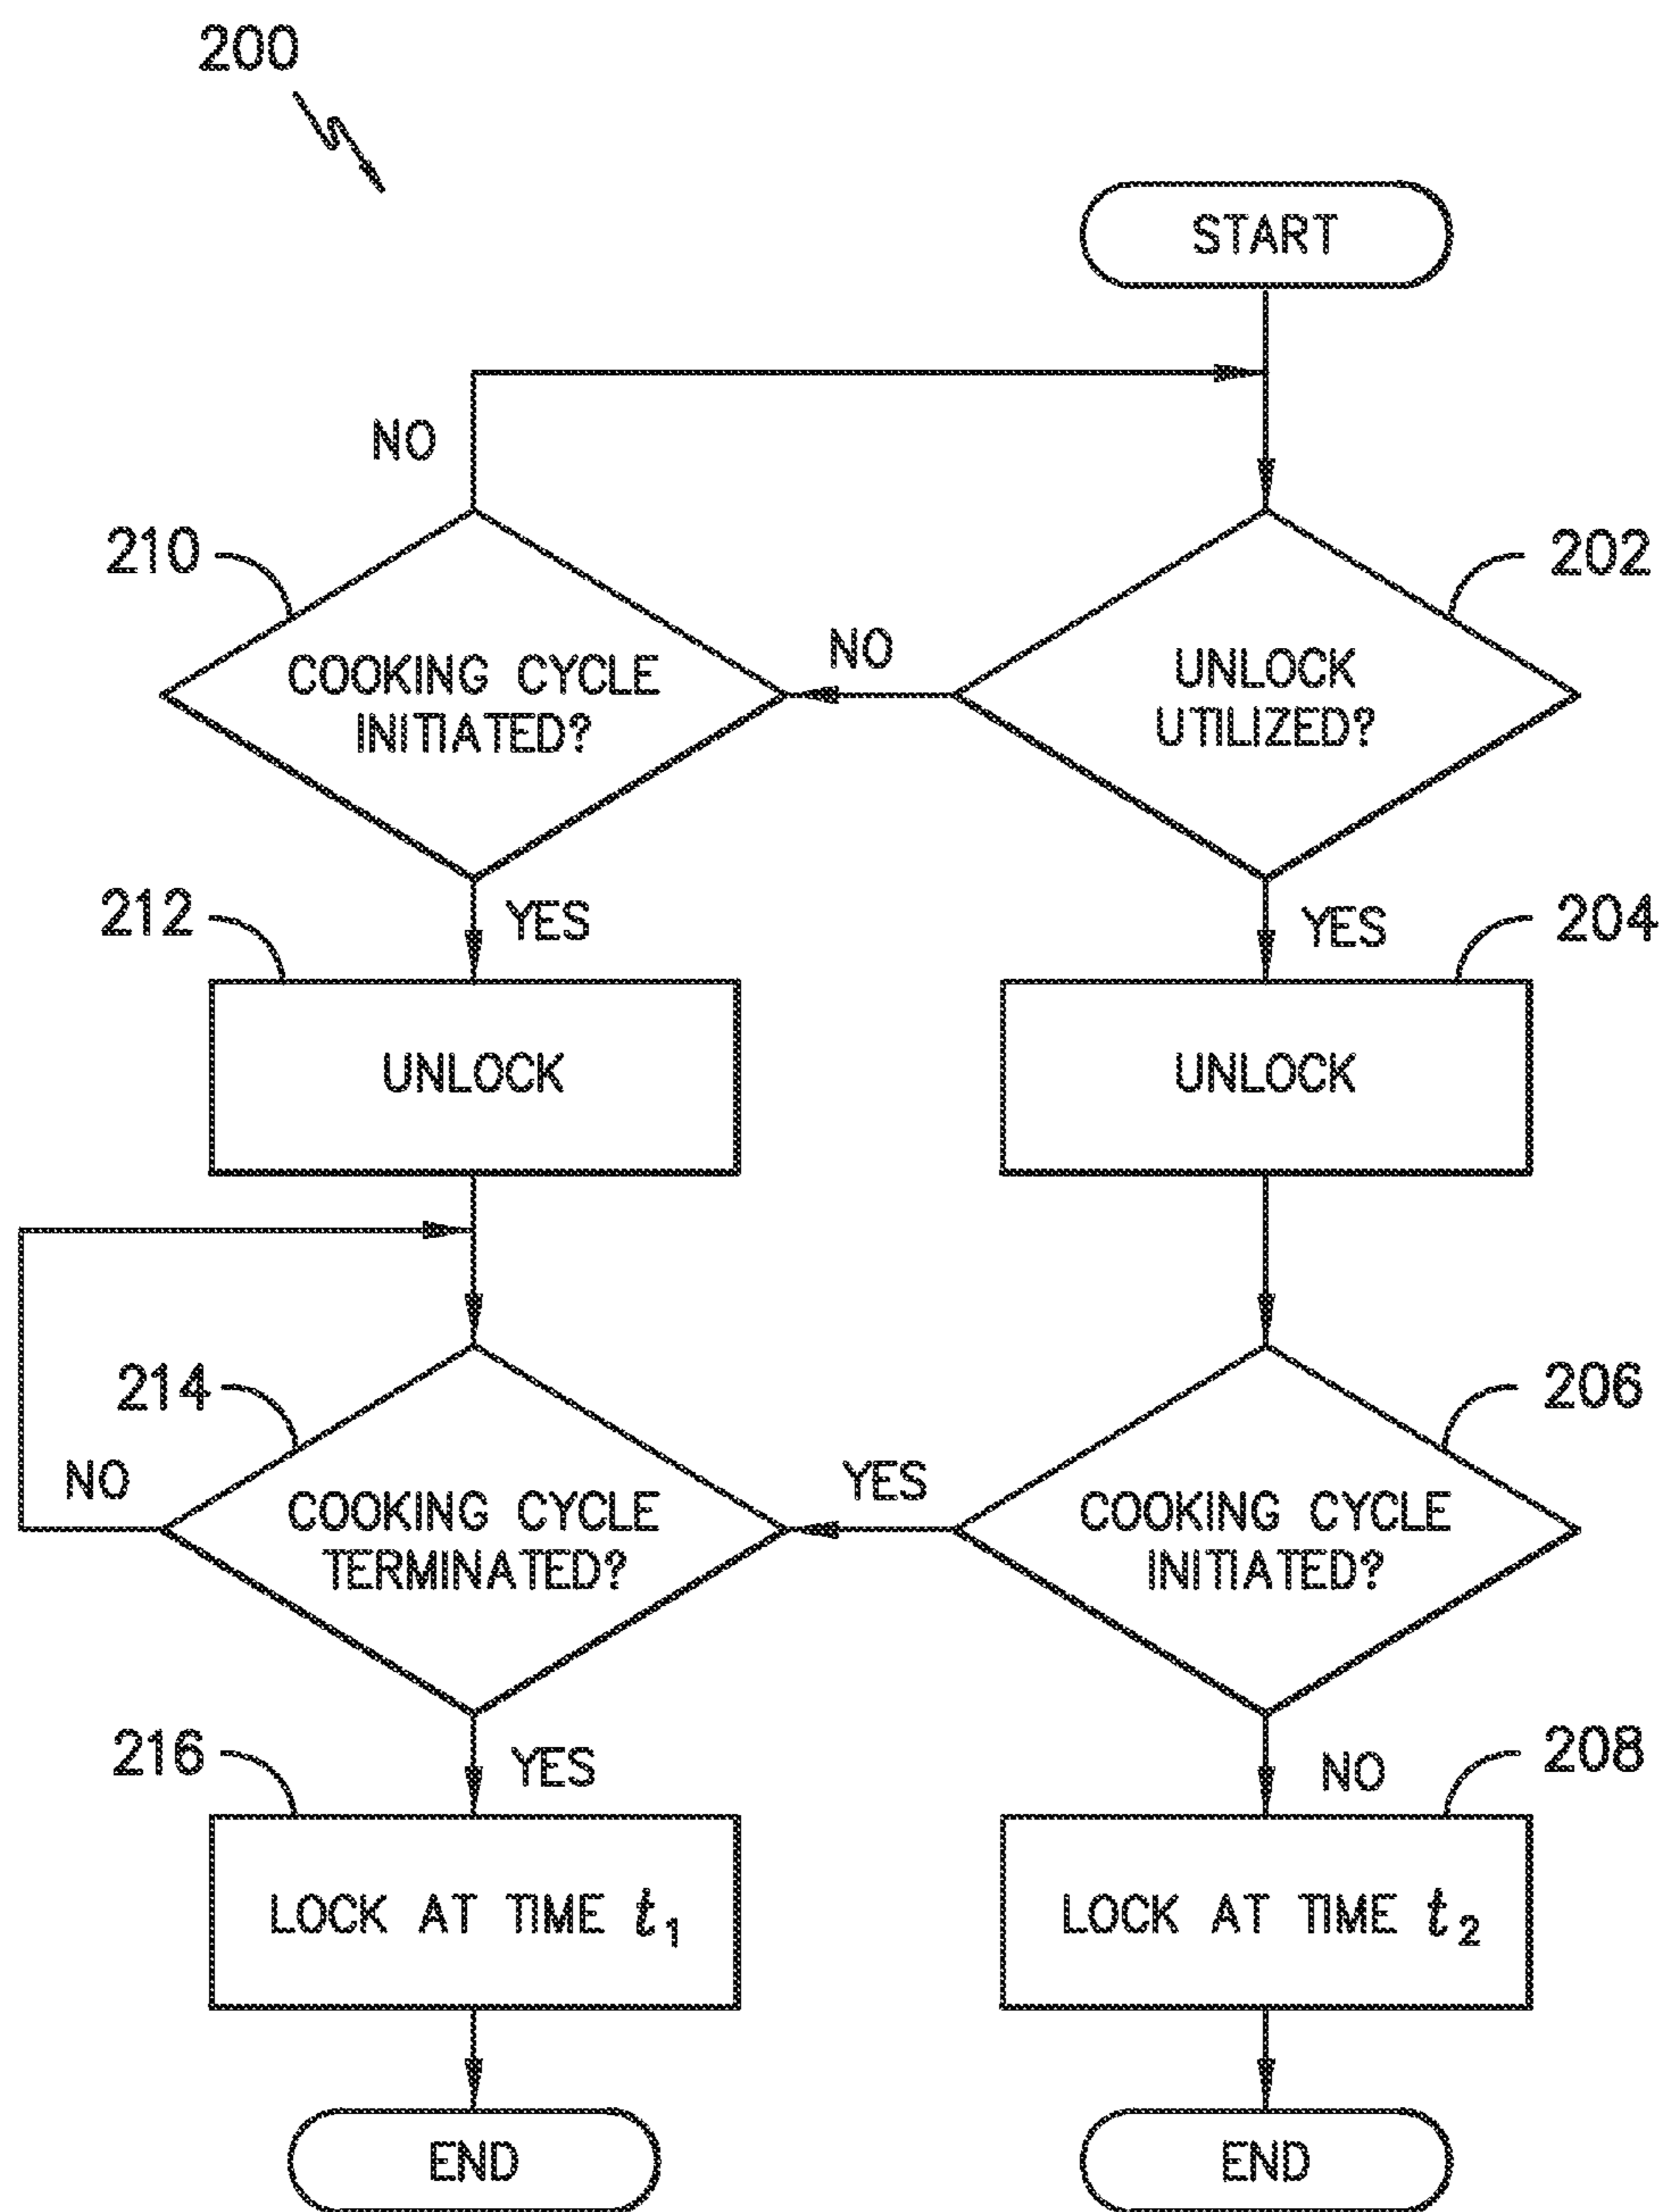 200
START
NO
210
202
COOKING CYCLE
INITIATED?
NO
UNLOCK
UTILIZED?
212
YES
YES
204
UNLOCK
UNLOCK
214
206
NO
COOKING CYCLE
TERMINATED?
YES
COOKING CYCLE
INITIATED?
216
YES
NO
208
LOCK AT TIME t₁
LOCK AT TIME t₂
END
END